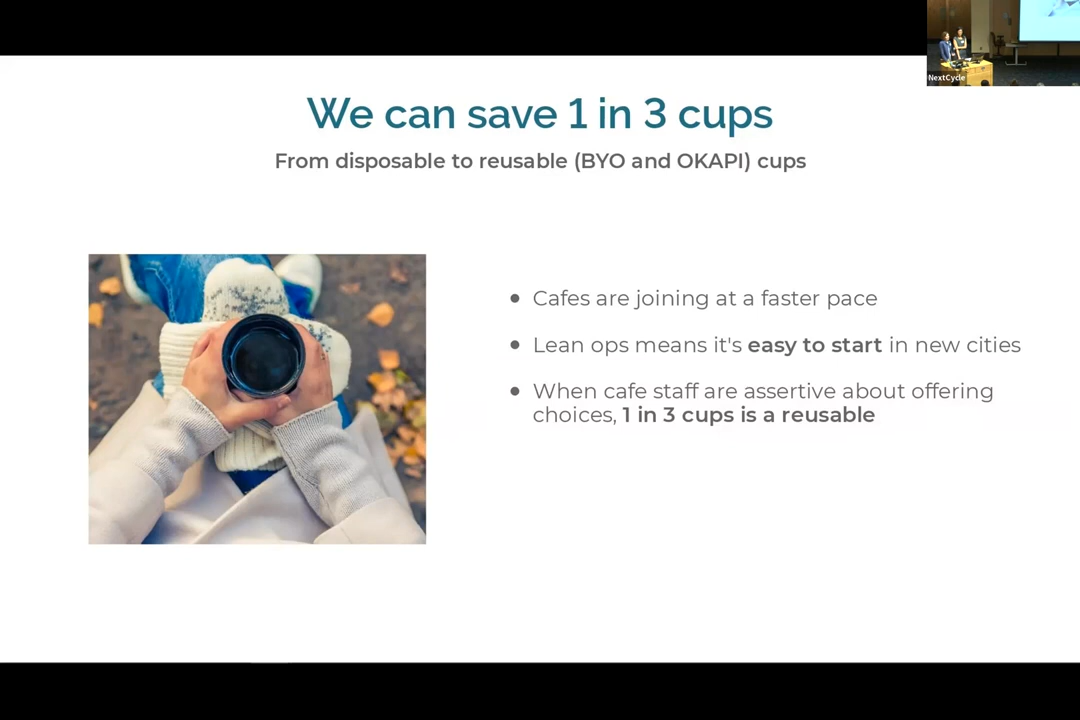 NextCycle
We can save 1 in 3 cups
From disposable to reusable (BYO and OKAPI) cups
• Cafes are joining at a faster pace
• Lean ops means it's easy to start in new cities
• When cafe staff are assertive about offering
choices, 1 in 3 cups is a reusable